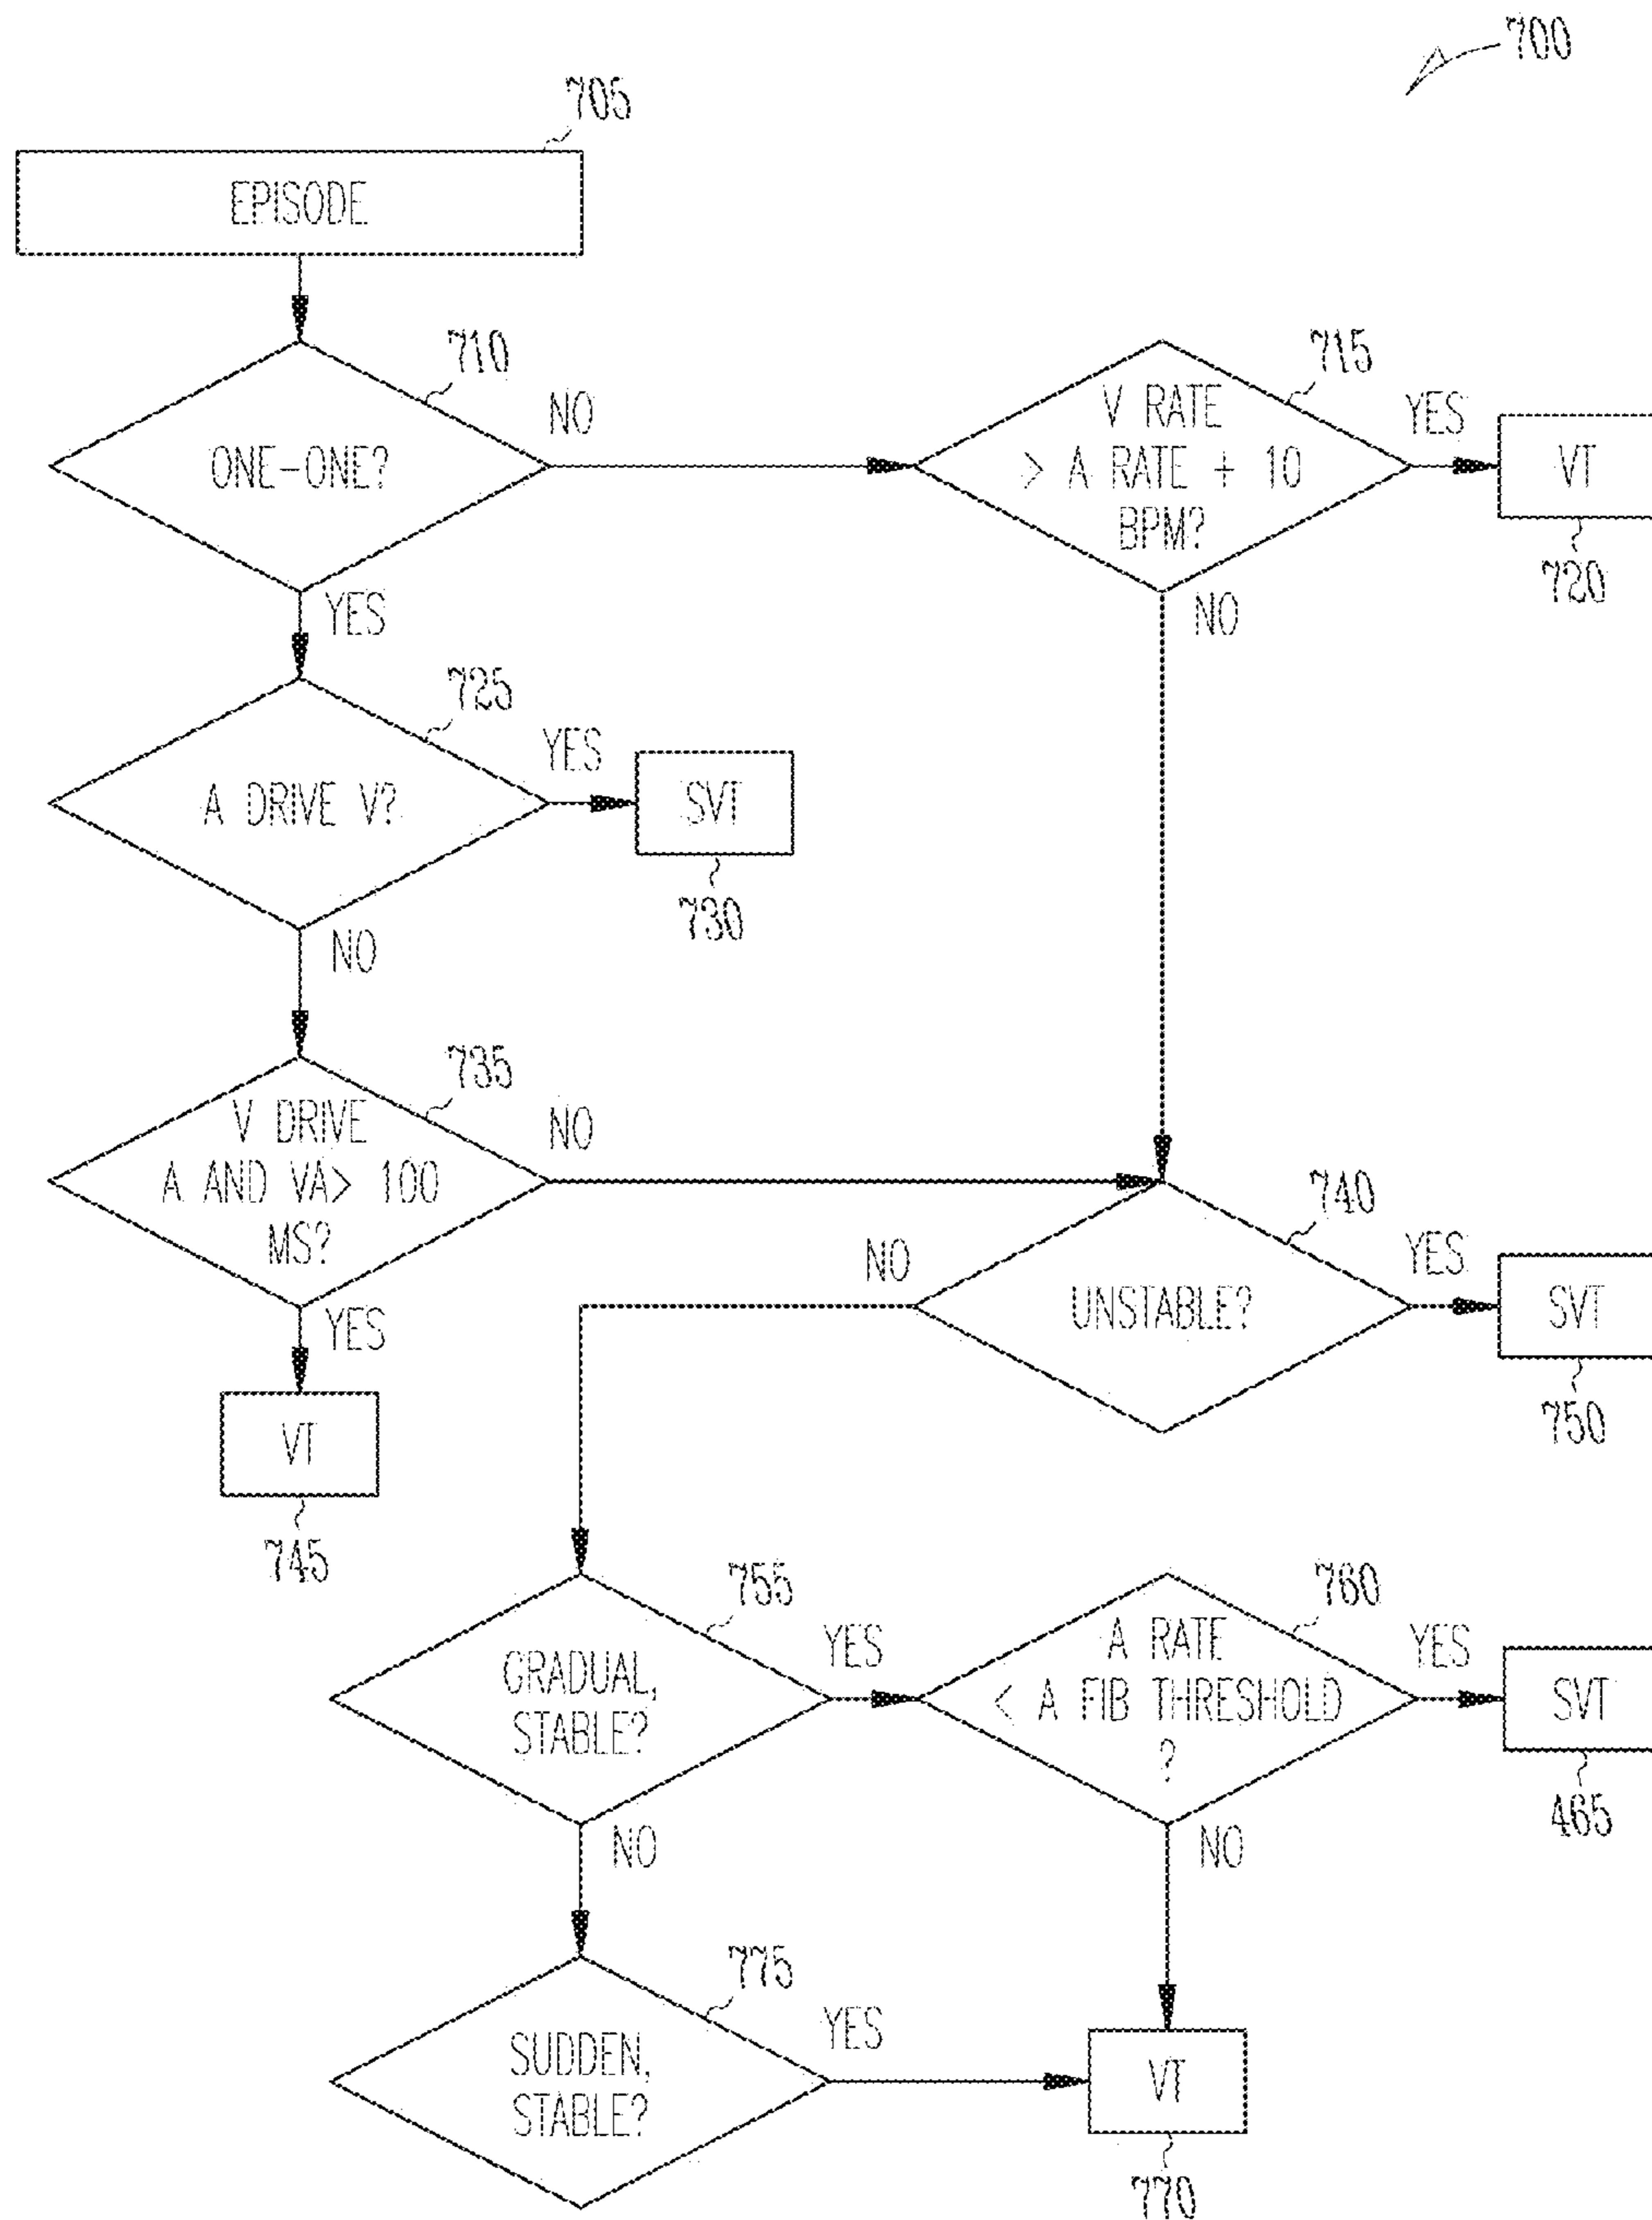 700
705
EPISODE
710
ONE-ONE?
NO
YES
715
V RATE
> A RATE + 10
BPM?
YES
NO
VT
720
725
A DRIVE V?
YES
NO
SVT
730
735
V DRIVE
A AND VA> 100
MS?
NO
YES
740
UNSTABLE?
NO
YES
SVT
750
VT
745
755
GRADUAL,
STABLE?
YES
NO
760
A RATE
< A FIB THRESHOLD
?
YES
NO
SVT
465
775
SUDDEN,
STABLE?
YES
VT
770